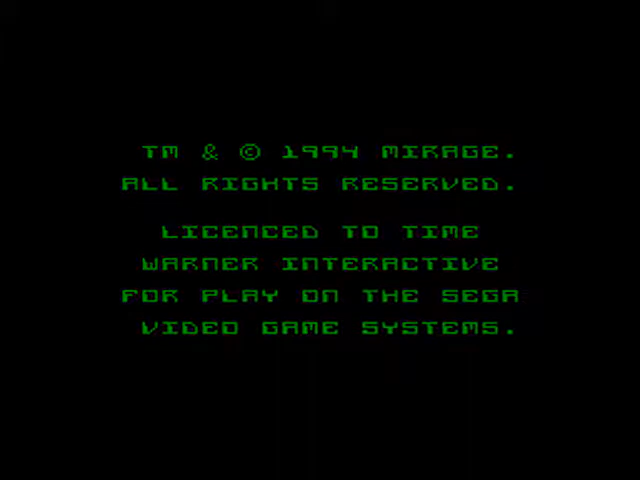 TM & © 1994 MIRAGE.
ALL RIGHTS RESERVED.
LICENCED TO TIME
WARNER INTERACTIVE
FOR PLAY ON THE SEGA
VIDEO GAME SYSTEMS.